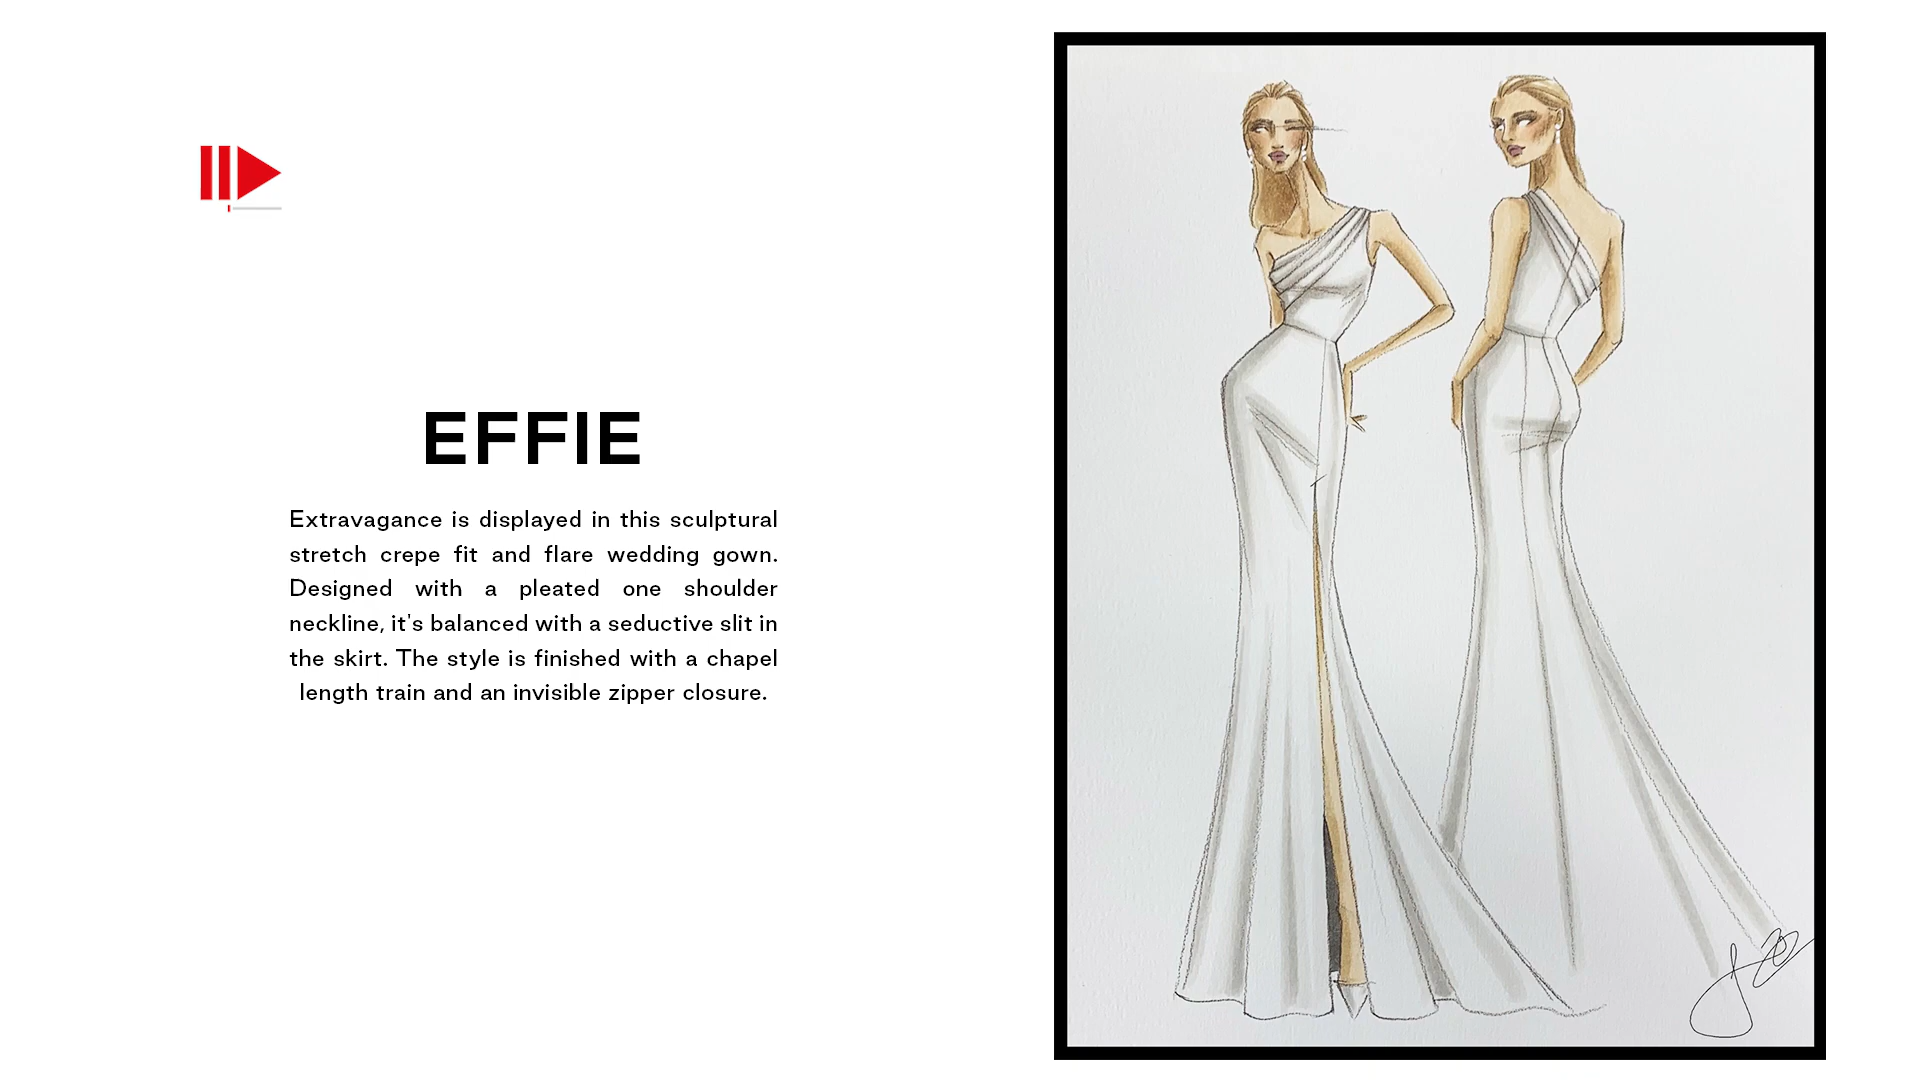 EFFIE
Extravagance is displayed in this sculptural
stretch crepe fit and flare wedding gown.
Designed with a pleated one shoulder
neckline, it's balanced with a seductive slit in
the skirt. The style is finished with a chapel
length train and an invisible zipper closure.